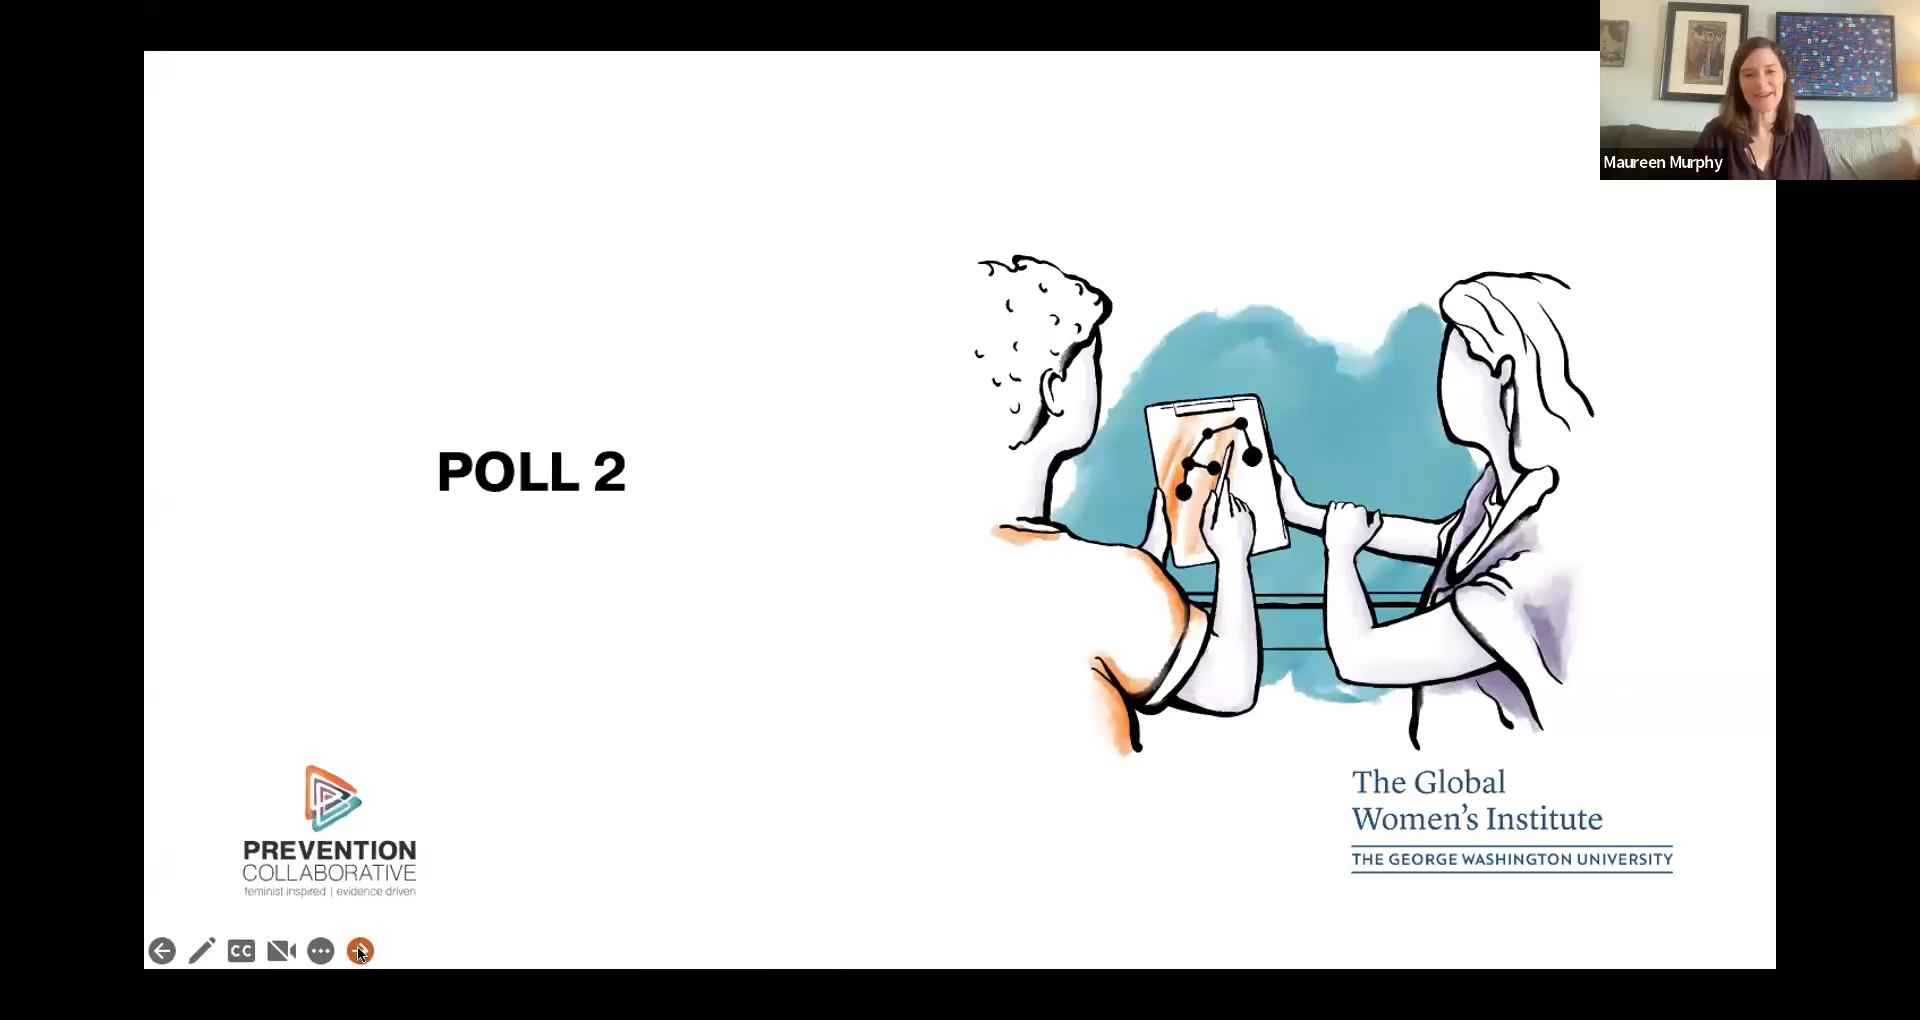 Maureen Murphy
POLL 2
PREVENTION
COLLABORATIVE
feminist inspired | evidence driven
The Global
Women's Institute
THE GEORGE WASHINGTON UNIVERSITY
CC